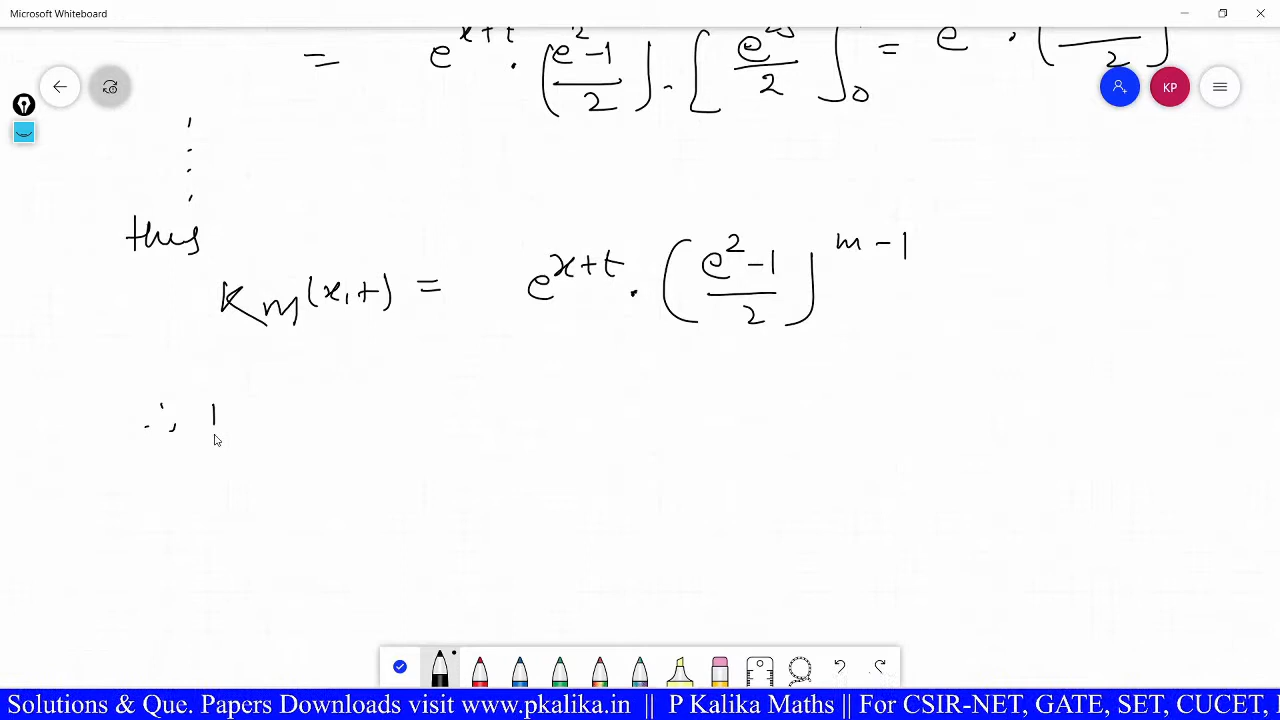 Microsoft Whiteboard
= e^{x+t} · (e^2-1 / 2) · [e^{2s} / 2]_0 = e · ( / 2)
KP
thus
K_m(x,t) = e^{x+t} · (e^2-1 / 2)^{m-1}
∴
Solutions & Que. Papers Downloads visit www.pkalika.in || P Kalika Maths || For CSIR-NET, GATE, SET, CUCET,